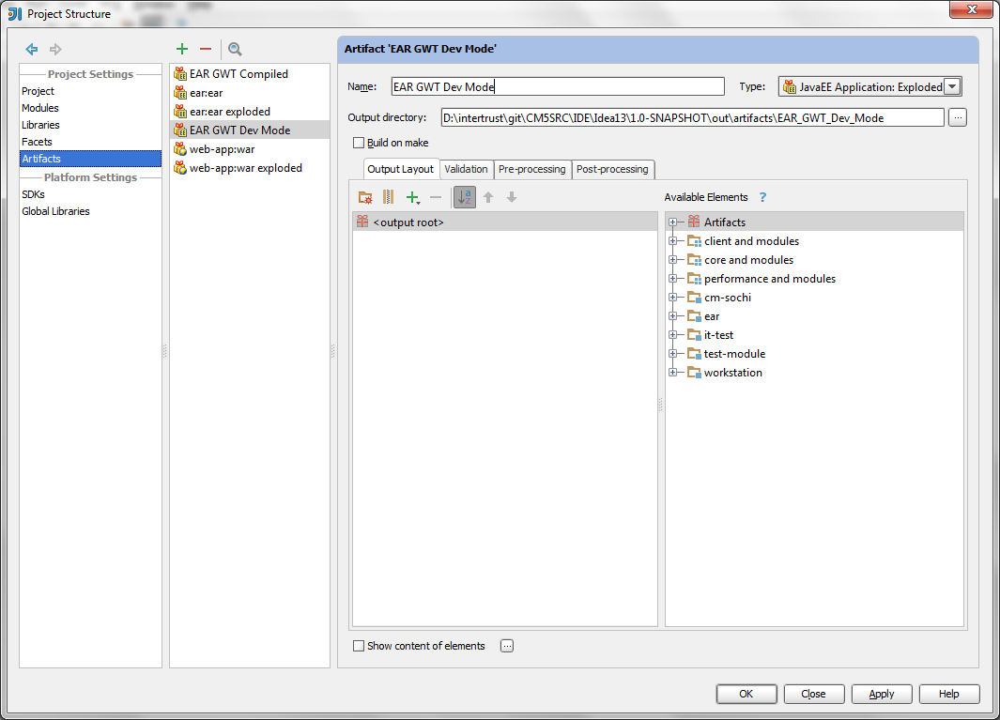 Project Structure
Project Settings
Project
Modules
Libraries
Facets
Artifacts
Platform Settings
SDKs
Global Libraries
EAR GWT Compiled
ear:ear
ear:ear exploded
EAR GWT Dev Mode
web-app:war
web-app:war exploded
Artifact 'EAR GWT Dev Mode'
Name: EAR GWT Dev Mode Type: JavaEE Application: Exploded
Output directory: D:\intertrust\git\CM5SRC\IDE\Idea13\1.0-SNAPSHOT\out\artifacts\EAR_GWT_Dev_Mode ...
Build on make
Output Layout Validation Pre-processing Post-processing
Available Elements ?
<output root>
Artifacts
client and modules
core and modules
performance and modules
cm-sochi
ear
it-test
test-module
workstation
Show content of elements ...
OK Close Apply Help